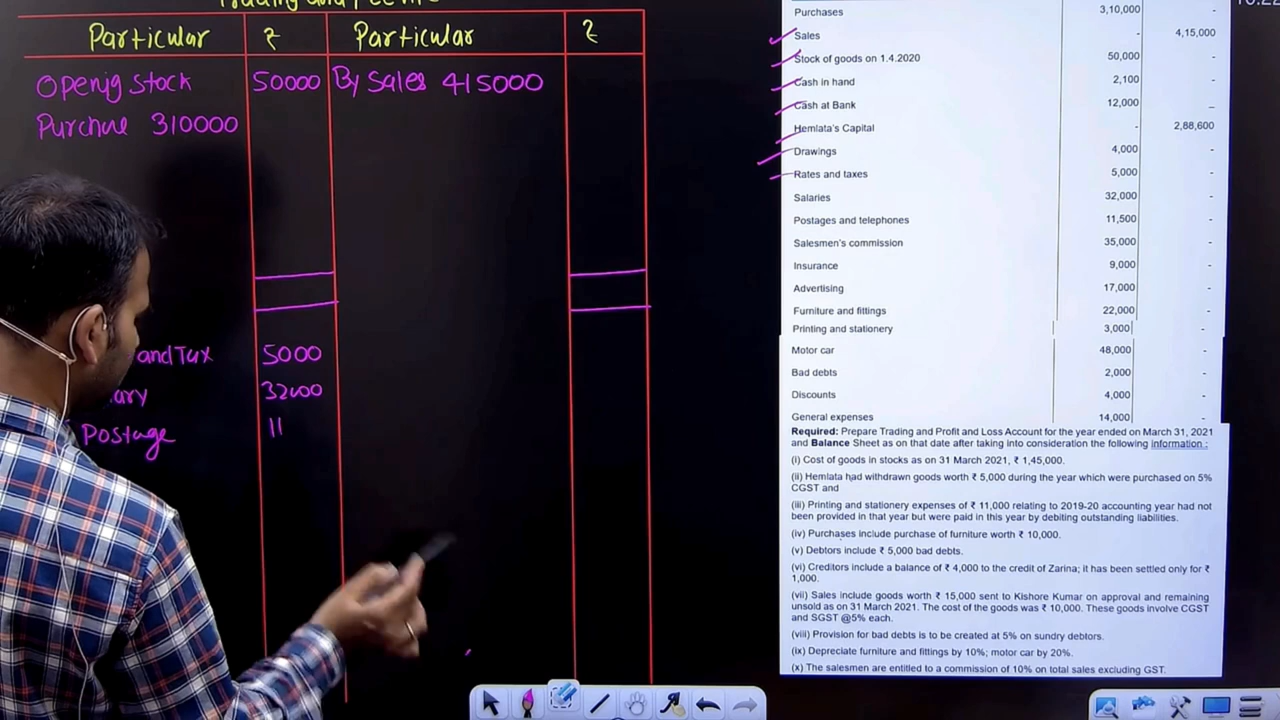 Particular ₹ Particular ₹
Openig Stock 50000 By Sales 415000
Purchase 310000
and Tax 5000
ary 32000
Postage 11
Purchases 3,10,000 -
Sales - 4,15,000
Stock of goods on 1.4.2020 50,000 -
Cash in hand 2,100 -
Cash at Bank 12,000 _
Hemlata's Capital - 2,88,600
Drawings 4,000 -
Rates and taxes 5,000 -
Salaries 32,000 -
Postages and telephones 11,500 -
Salesmen's commission 35,000 -
Insurance 9,000 -
Advertising 17,000 -
Furniture and fittings 22,000 -
Printing and stationery 3,000 -
Motor car 48,000 -
Bad debts 2,000 -
Discounts 4,000 -
General expenses 14,000 -
Required: Prepare Trading and Profit and Loss Account for the year ended on March 31, 2021
and Balance Sheet as on that date after taking into consideration the following information :
(i) Cost of goods in stocks as on 31 March 2021, ₹ 1,45,000.
(ii) Hemlata had withdrawn goods worth ₹ 5,000 during the year which were purchased on 5%
CGST and
(iii) Printing and stationery expenses of ₹ 11,000 relating to 2019-20 accounting year had not
been provided in that year but were paid in this year by debiting outstanding liabilities.
(iv) Purchases include purchase of furniture worth ₹ 10,000.
(v) Debtors include ₹ 5,000 bad debts.
(vi) Creditors include a balance of ₹ 4,000 to the credit of Zarina; it has been settled only for ₹
1,000.
(vii) Sales include goods worth ₹ 15,000 sent to Kishore Kumar on approval and remaining
unsold as on 31 March 2021. The cost of the goods was ₹ 10,000. These goods involve CGST
and SGST @5% each.
(viii) Provision for bad debts is to be created at 5% on sundry debtors.
(ix) Depreciate furniture and fittings by 10%; motor car by 20%.
(x) The salesmen are entitled to a commission of 10% on total sales excluding GST.